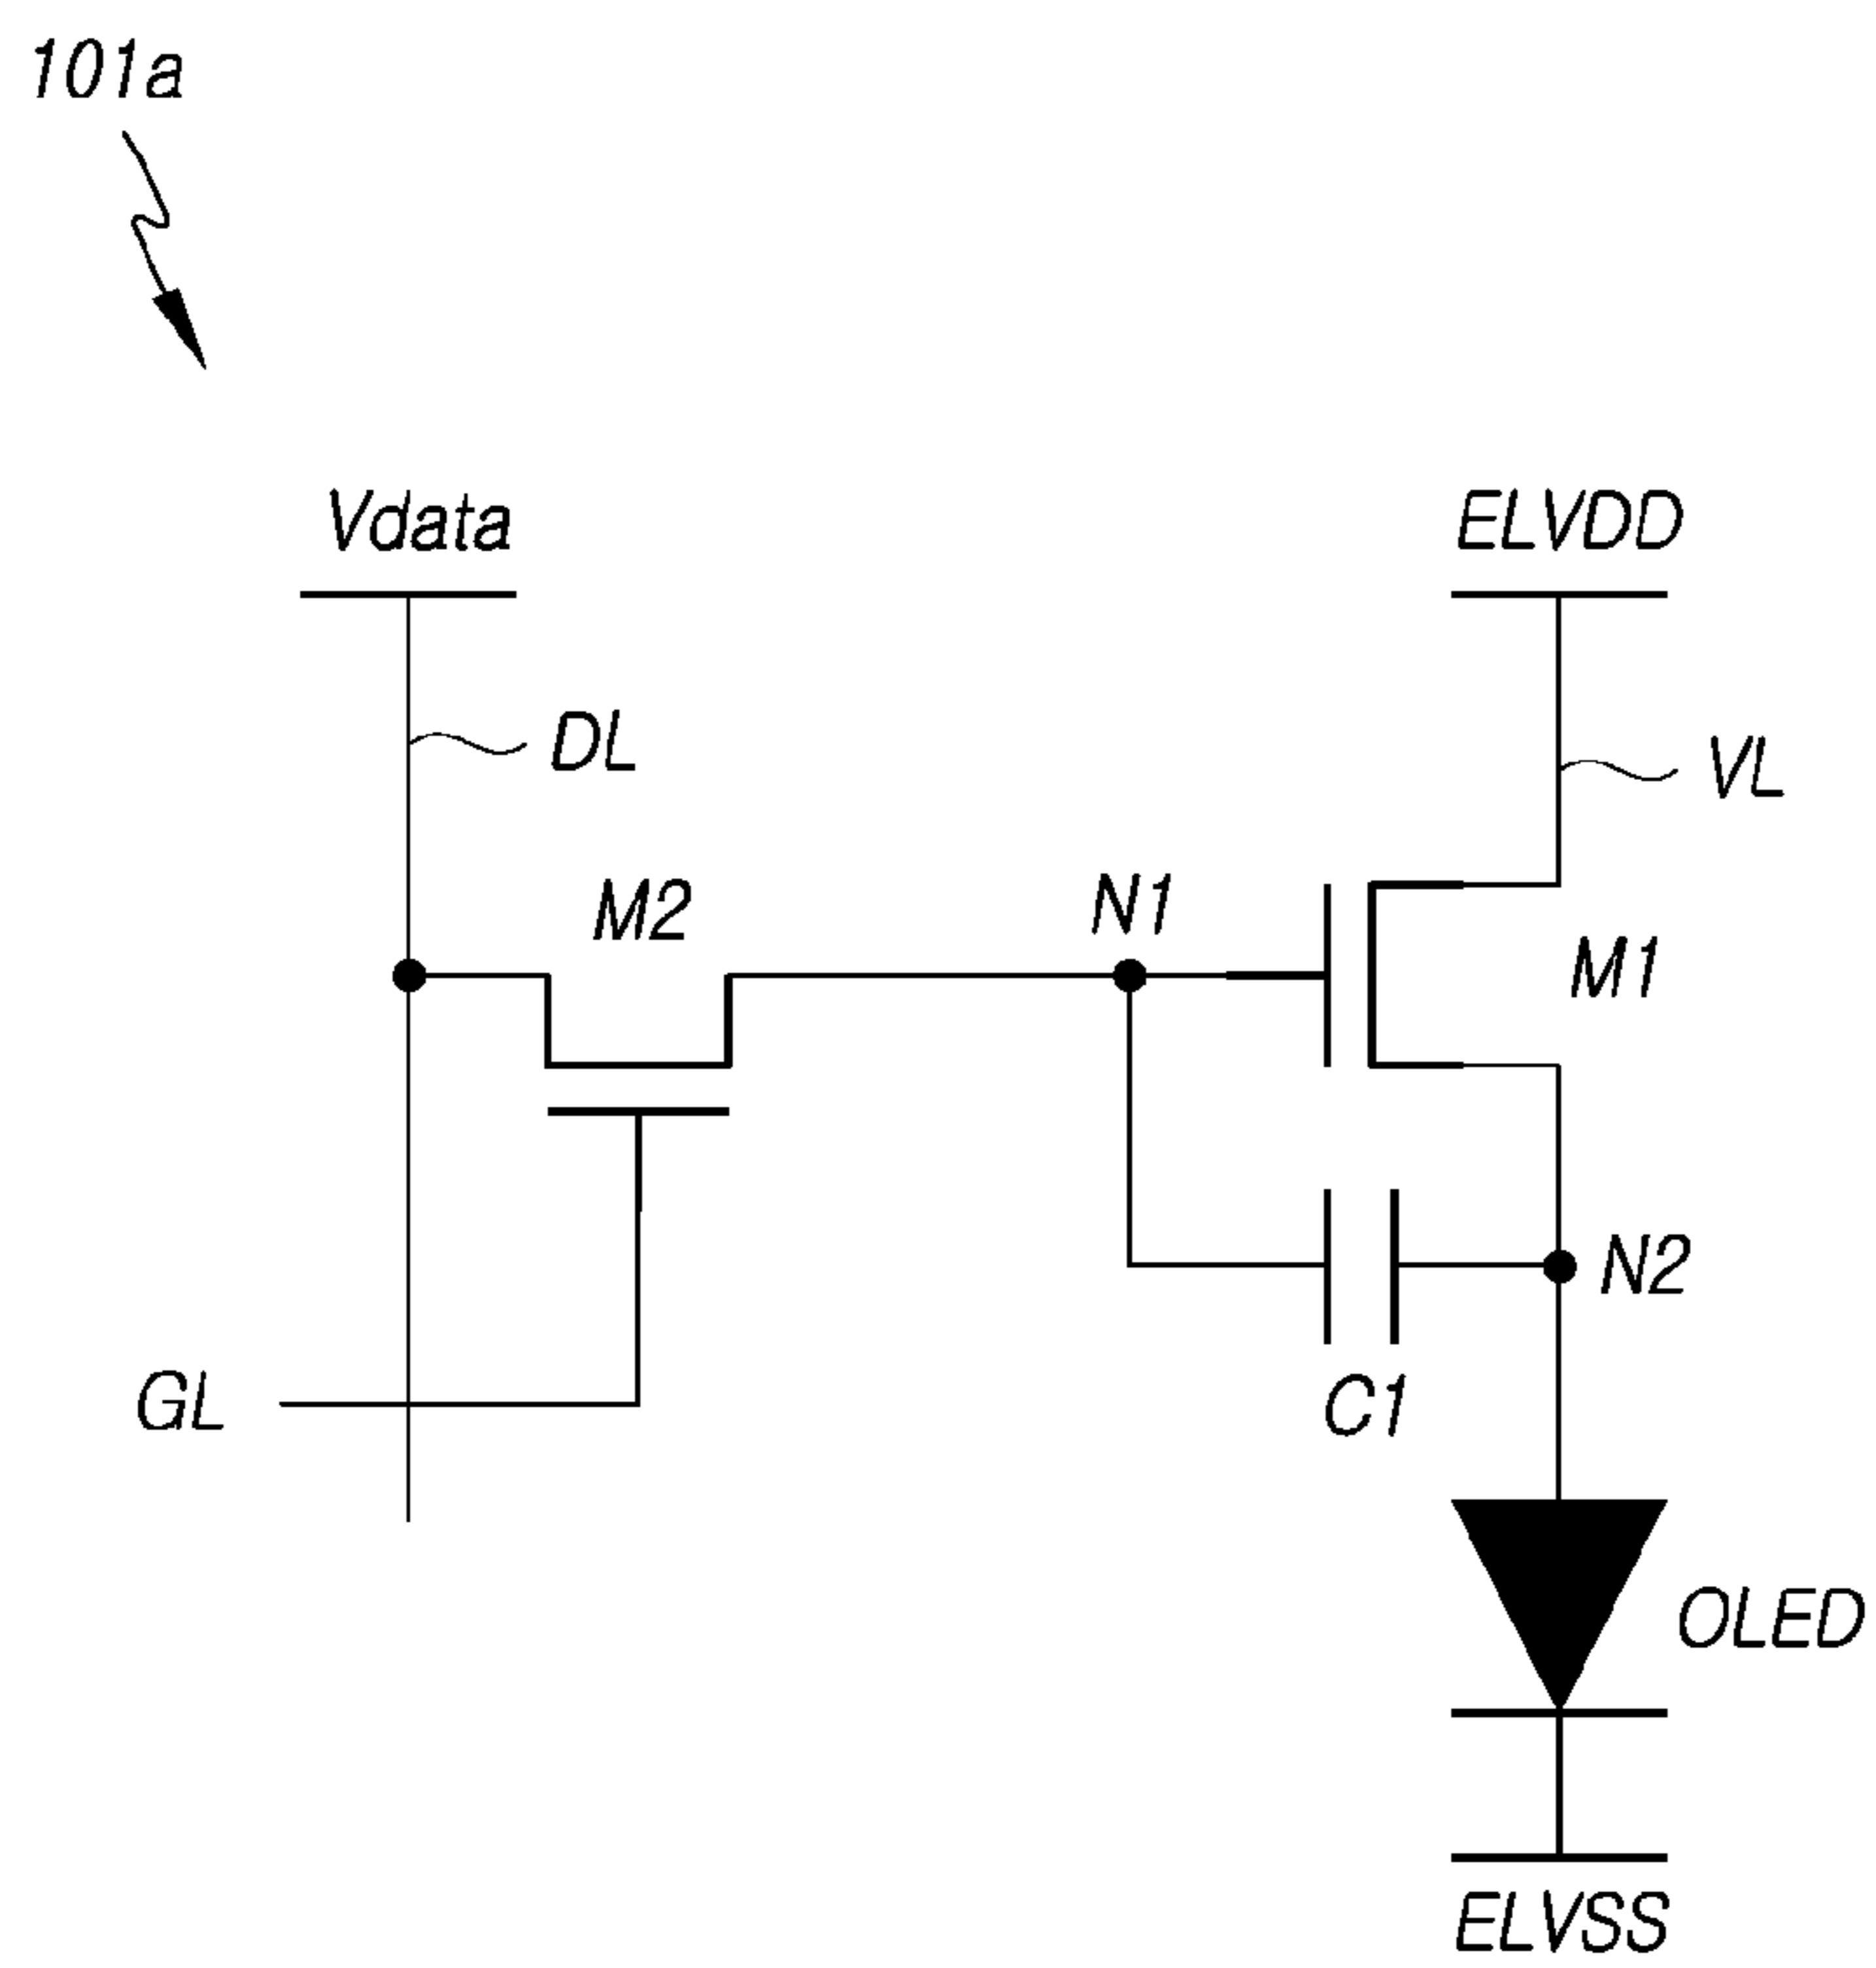 101a
Vdata
ELVDD
DL
VL
M2
N1
M1
N2
GL
C1
OLED
ELVSS